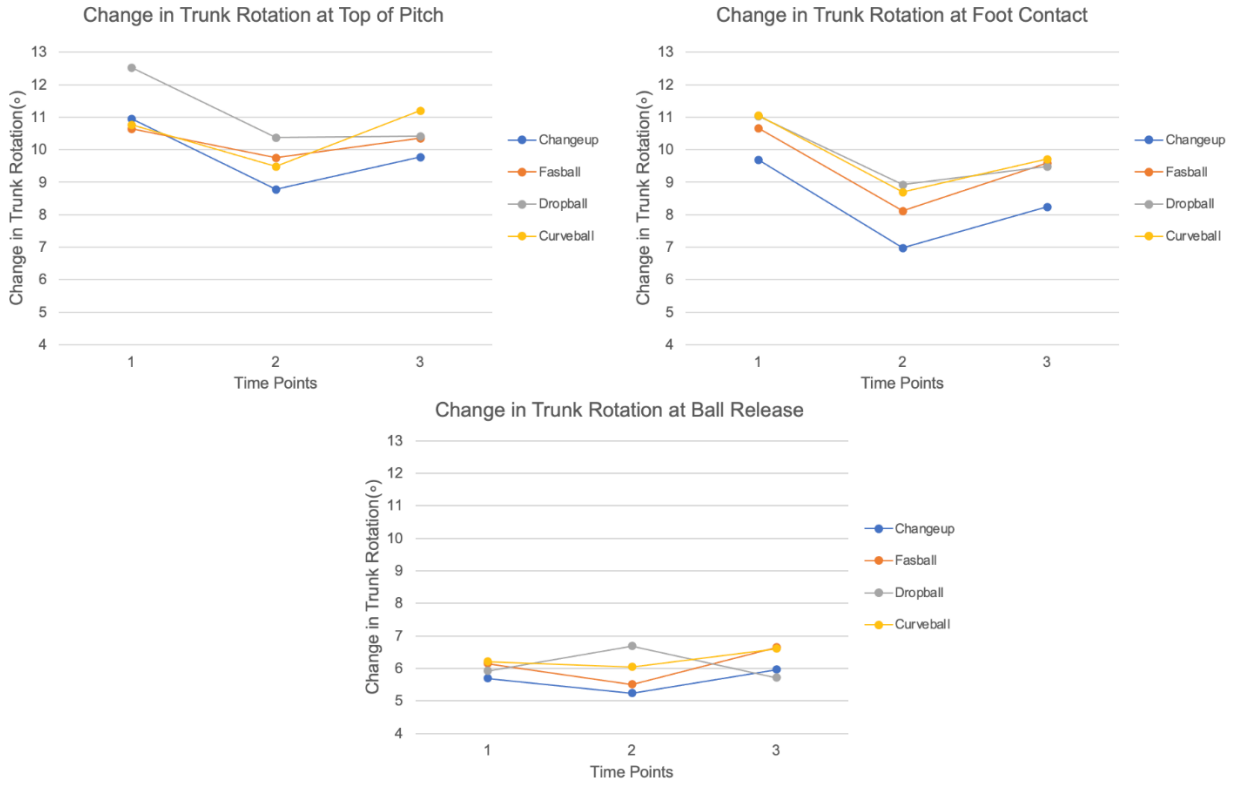 Change in Trunk Rotation at Top of Pitch
Change in Trunk Rotation(°)
13
12
11
10
9
8
7
6
5
4
1 2 3
Time Points
Changeup
Fasball
Dropball
Curveball
Change in Trunk Rotation at Foot Contact
Change in Trunk Rotation(°)
13
12
11
10
9
8
7
6
5
4
1 2 3
Time Points
Changeup
Fasball
Dropball
Curveball
Change in Trunk Rotation at Ball Release
Change in Trunk Rotation(°)
13
12
11
10
9
8
7
6
5
4
1 2 3
Time Points
Changeup
Fasball
Dropball
Curveball